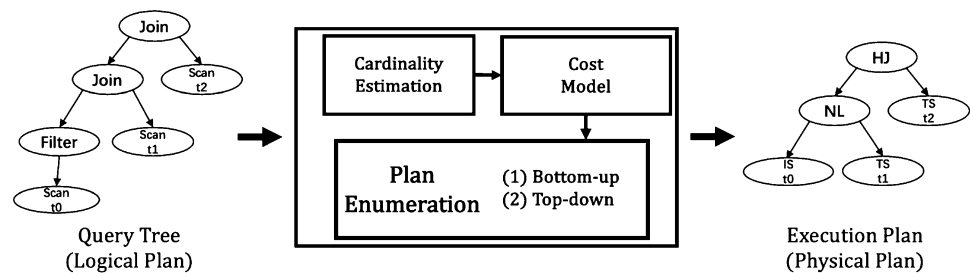 Join
Join
Scan
t2
Filter
Scan
t1
Scan
t0
Query Tree
(Logical Plan)
Cardinality
Estimation
Cost
Model
Plan
Enumeration
(1) Bottom-up
(2) Top-down
HJ
NL
TS
t2
IS
t0
TS
t1
Execution Plan
(Physical Plan)